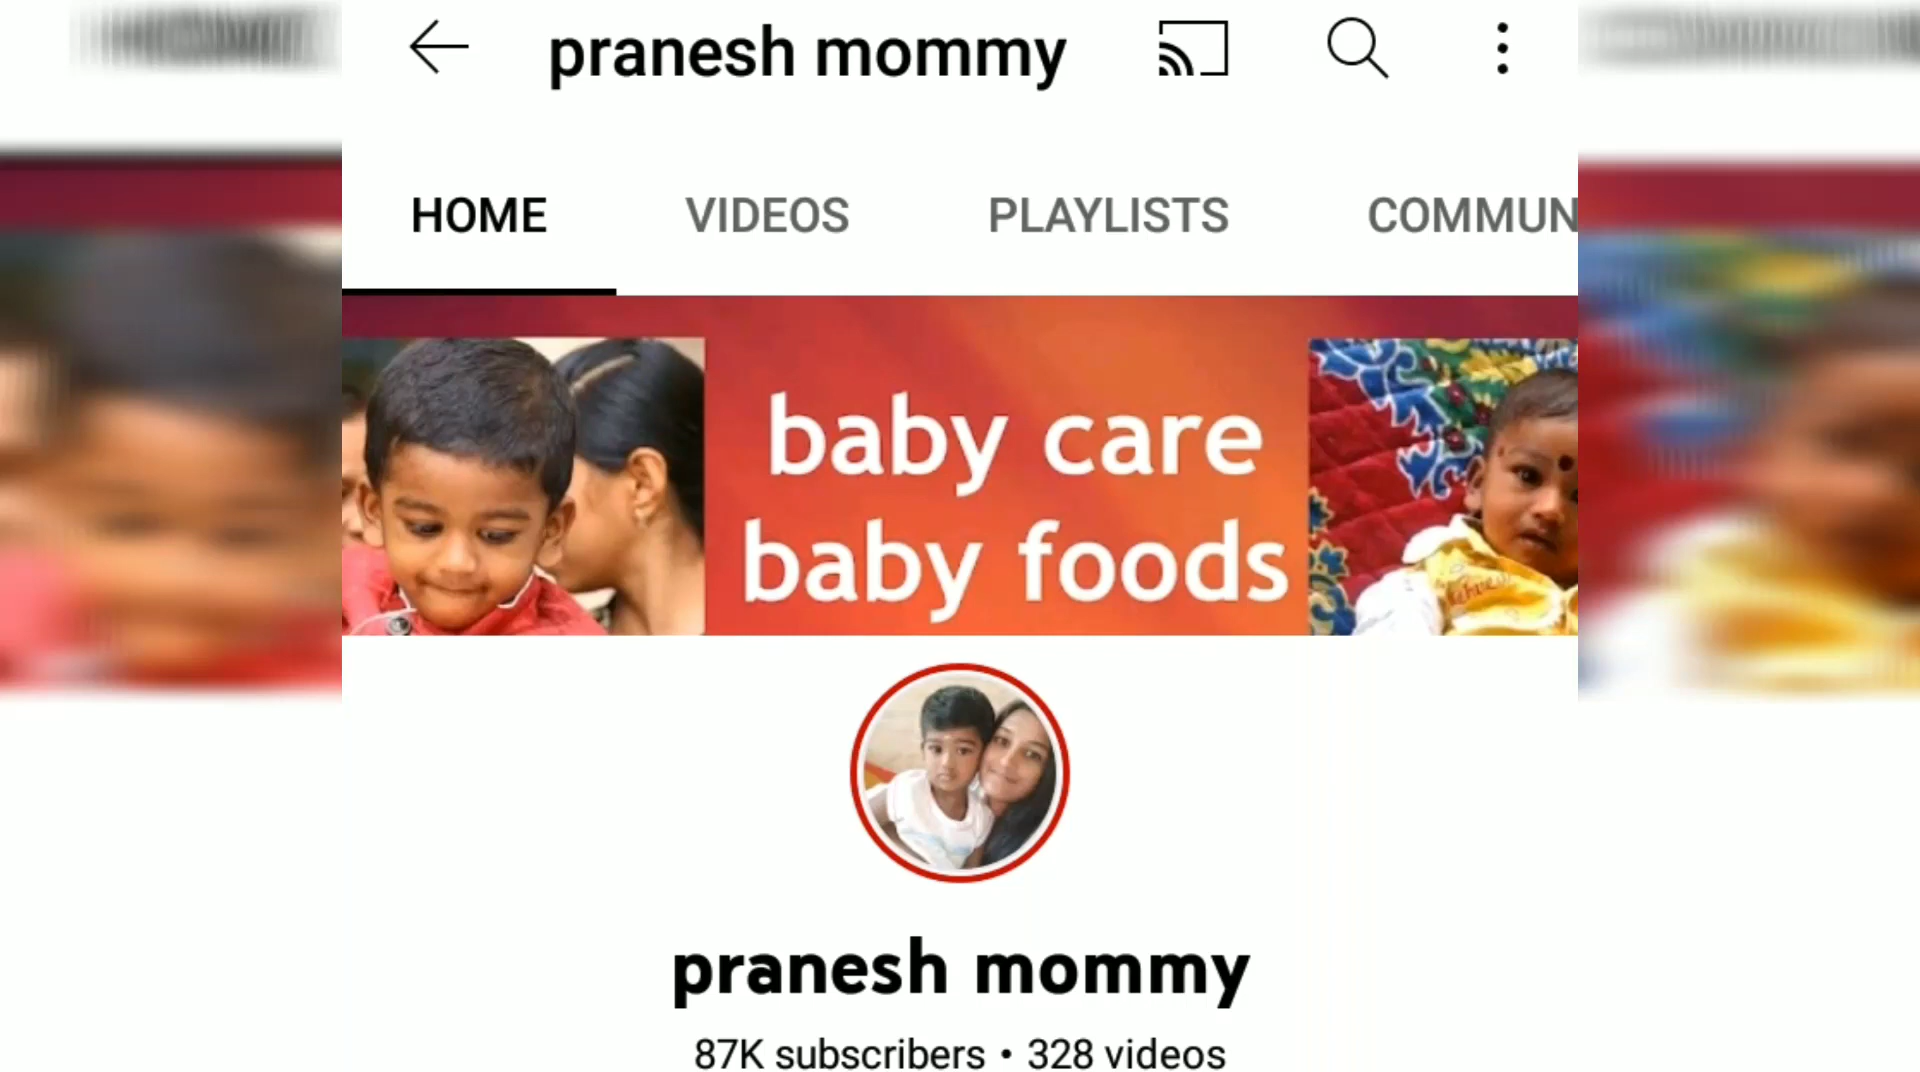 pranesh mommy
HOME VIDEOS PLAYLISTS COMMUN
baby care
baby foods
pranesh mommy
87K subscribers • 328 videos